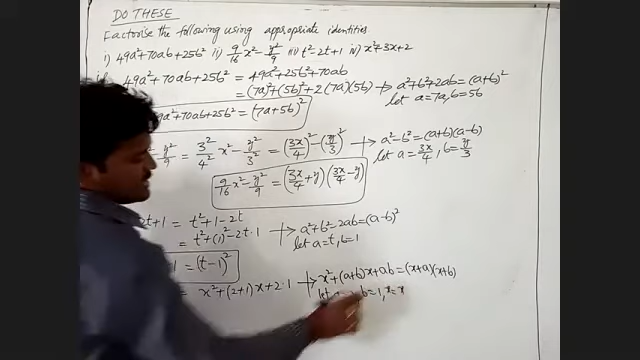 DO THESE
Factorise the following using appropriate identities
i) 49a²+70ab+25b² ii) 9/16 x² - y²/9 iii) t²-2t+1 iv) x²+3x+2
49a²+70ab+25b² = 49a²+25b²+70ab
= (7a)²+(5b)²+2(7a)(5b) → a²+b²+2ab=(a+b)²
let a=7a, b=5b
9a²+70ab+25b² = (7a+5b)²
y²/9 = 3²/4² x² - y²/3² = (3x/4)² - (y/3)² → a²-b²=(a+b)(a-b)
let a=3x/4, b=y/3
9/16 x² - y²/9 = (3x/4 + y)(3x/4 - y)
2t+1 = t²+1-2t
= t²+(1)²-2t·1 → a²+b²-2ab=(a-b)²
let a=t, b=1
1 = (t-1)²
= x²+(2+1)x+2·1 → x²+(a+b)x+ab=(x+a)(x+b)
b=1, x=x